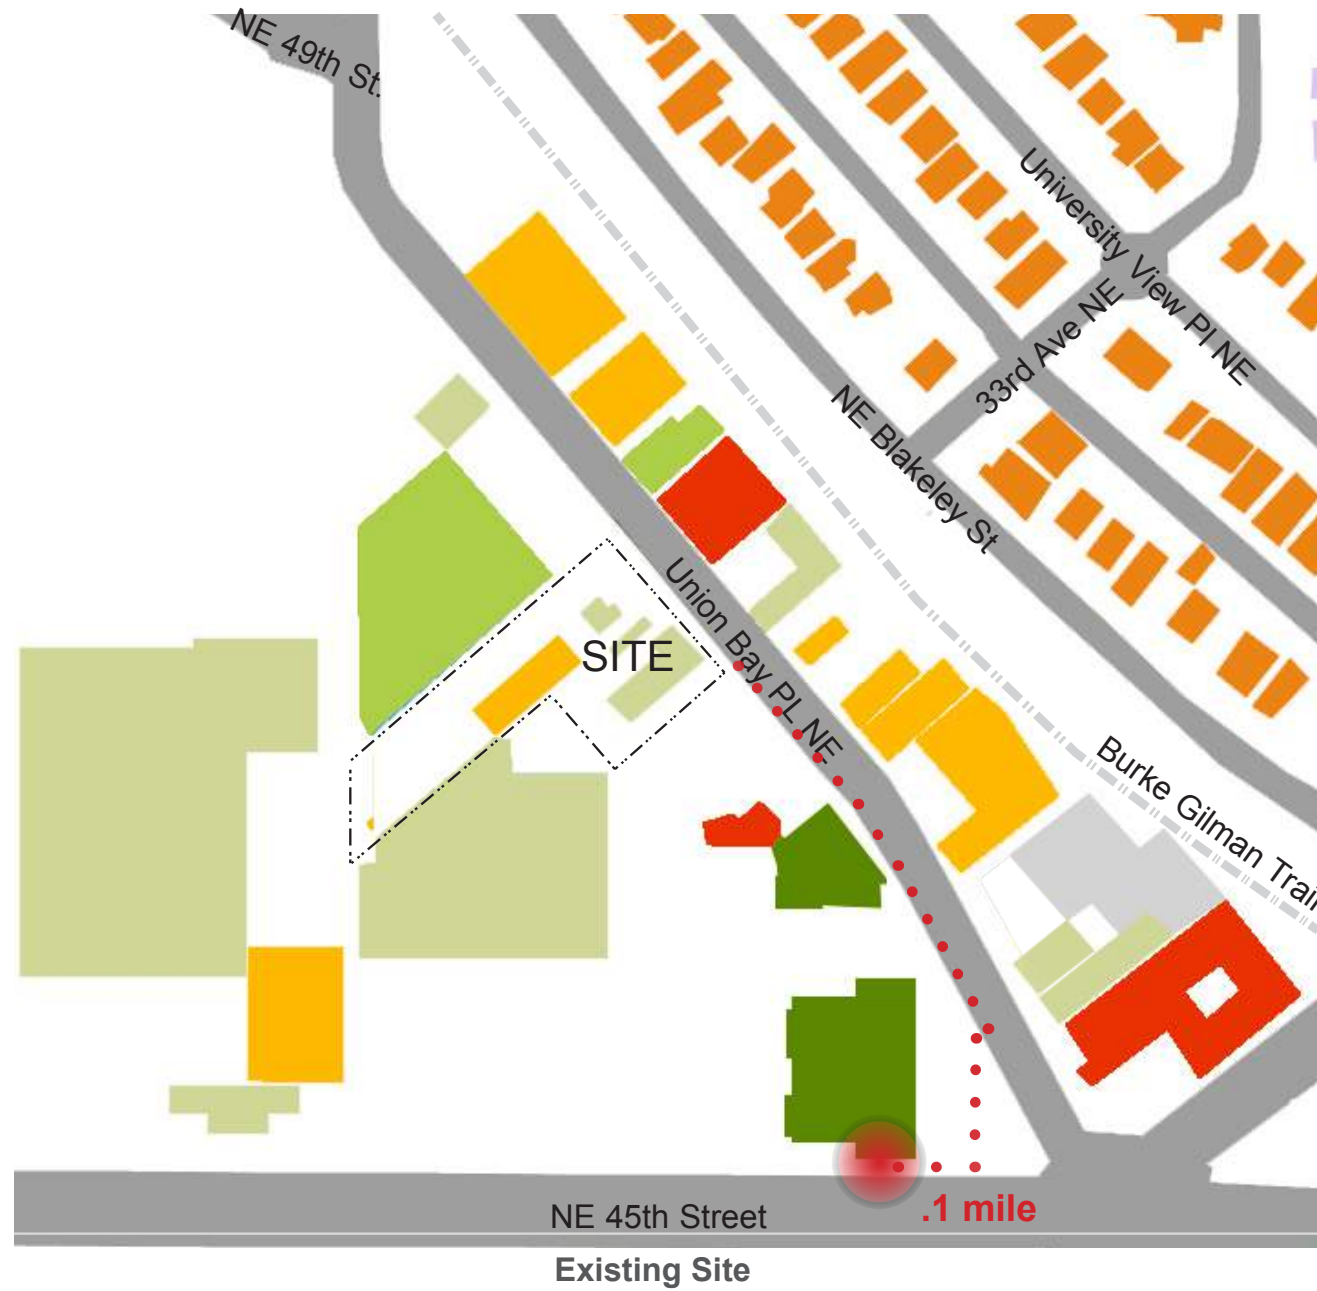 NE 49th St.
University View Pl NE
33rd Ave NE
NE Blakeley St
Union Bay PL NE
SITE
Burke Gilman Trail
.1 mile
NE 45th Street
Existing Site